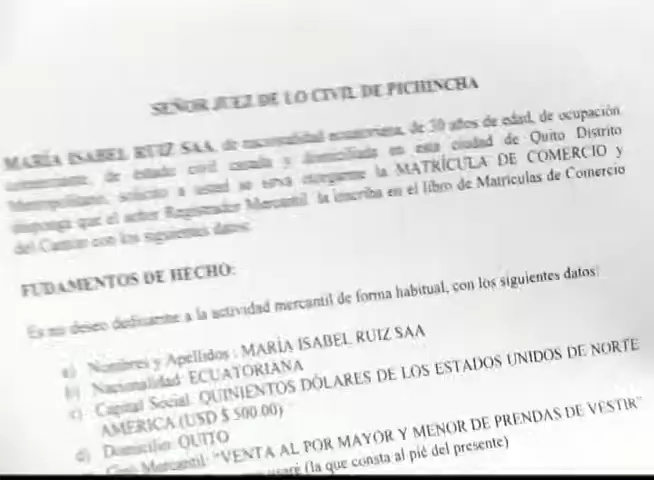 SEÑOR JUEZ DE LO CIVIL DE PICHINCHA
MARÍA ISABEL RUIZ SAA, de nacionalidad ecuatoriana, de 30 años de edad, de ocupación
comerciante, de estado civil casada y domiciliada en esta ciudad de Quito Distrito
Metropolitano, solicito a usted se sirva otorgarme la MATRÍCULA DE COMERCIO y
disponga que el señor Registrador Mercantil la inscriba en el libro de Matrículas de Comercio
del Cantón con los siguientes datos:
FUDAMENTOS DE HECHO:
Es mi deseo dedicarme a la actividad mercantil de forma habitual, con los siguientes datos:
a) Nombres y Apellidos : MARÍA ISABEL RUIZ SAA
b) Nacionalidad: ECUATORIANA
c) Capital Social: QUINIENTOS DÓLARES DE LOS ESTADOS UNIDOS DE NORTE
AMÉRICA (USD $ 500.00)
d) Domicilio: QUITO
Giro Mercantil: "VENTA AL POR MAYOR Y MENOR DE PRENDAS DE VESTIR"
usaré (la que consta al pié del presente)